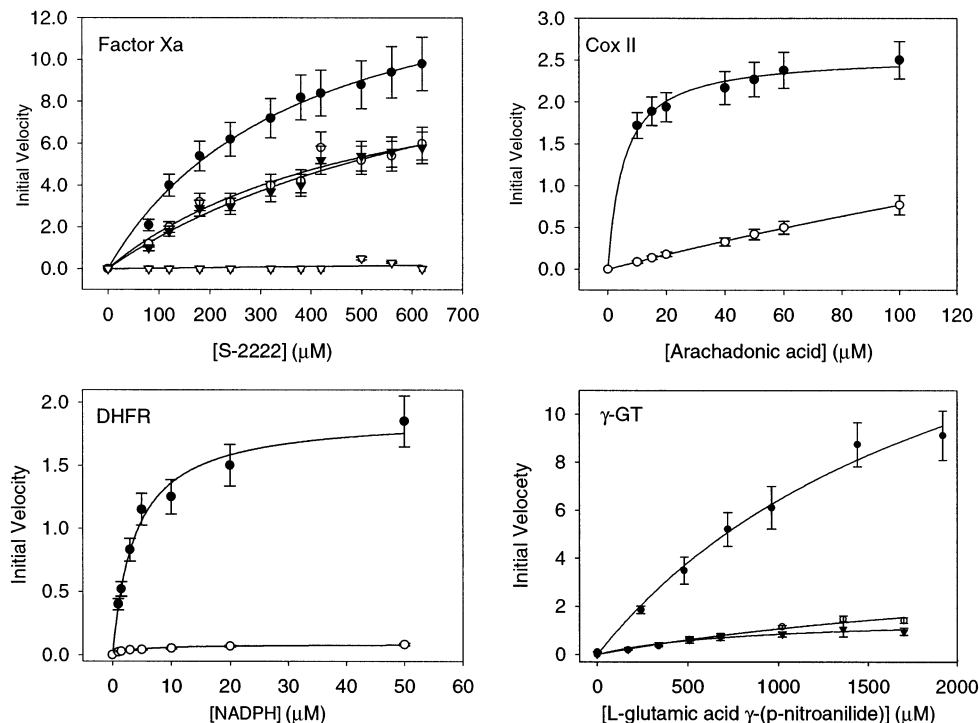 Factor Xa
12.0
10.0
8.0
6.0
4.0
2.0
0.0
Initial Velocity
0 100 200 300 400 500 600 700
[S-2222] (µM)
Cox II
3.0
2.5
2.0
1.5
1.0
0.5
0.0
Initial Velocity
0 20 40 60 80 100 120
[Arachadonic acid] (µM)
DHFR
2.0
1.5
1.0
0.5
0.0
Initial Velocity
0 10 20 30 40 50 60
[NADPH] (µM)
γ-GT
10
8
6
4
2
0
Initial Velocety
0 500 1000 1500 2000
[L-glutamic acid γ-(p-nitroanilide)] (µM)